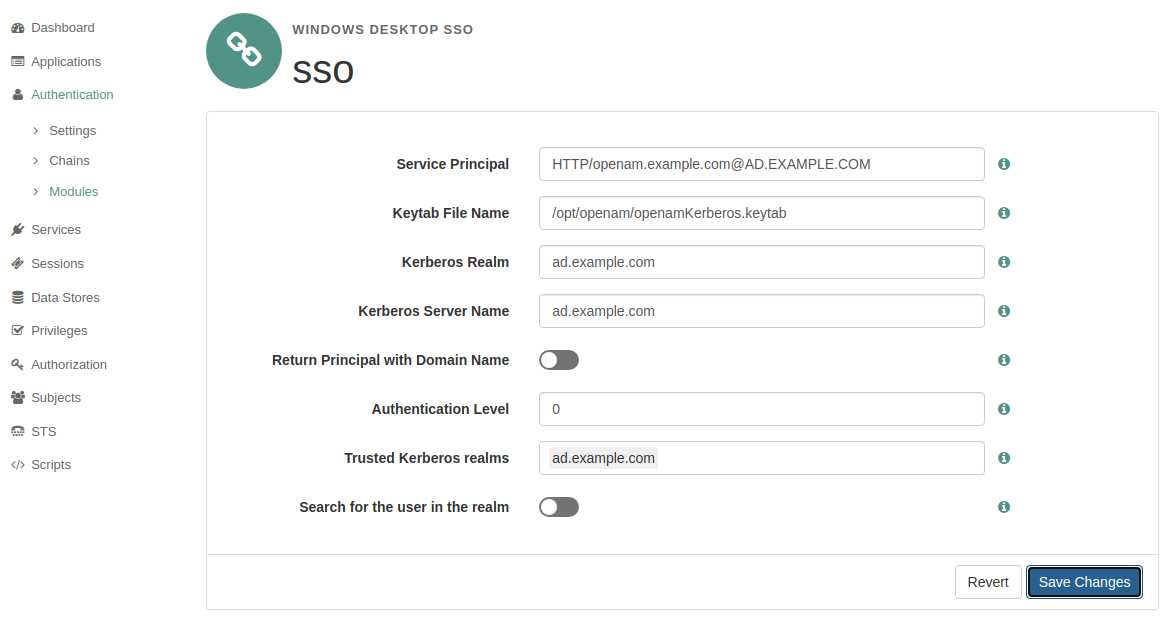 Dashboard
Applications
Authentication
Settings
Chains
Modules
Services
Sessions
Data Stores
Privileges
Authorization
Subjects
STS
Scripts
WINDOWS DESKTOP SSO
sso
Service Principal HTTP/openam.example.com@AD.EXAMPLE.COM
Keytab File Name /opt/openam/openamKerberos.keytab
Kerberos Realm ad.example.com
Kerberos Server Name ad.example.com
Return Principal with Domain Name
Authentication Level 0
Trusted Kerberos realms ad.example.com
Search for the user in the realm
Revert Save Changes